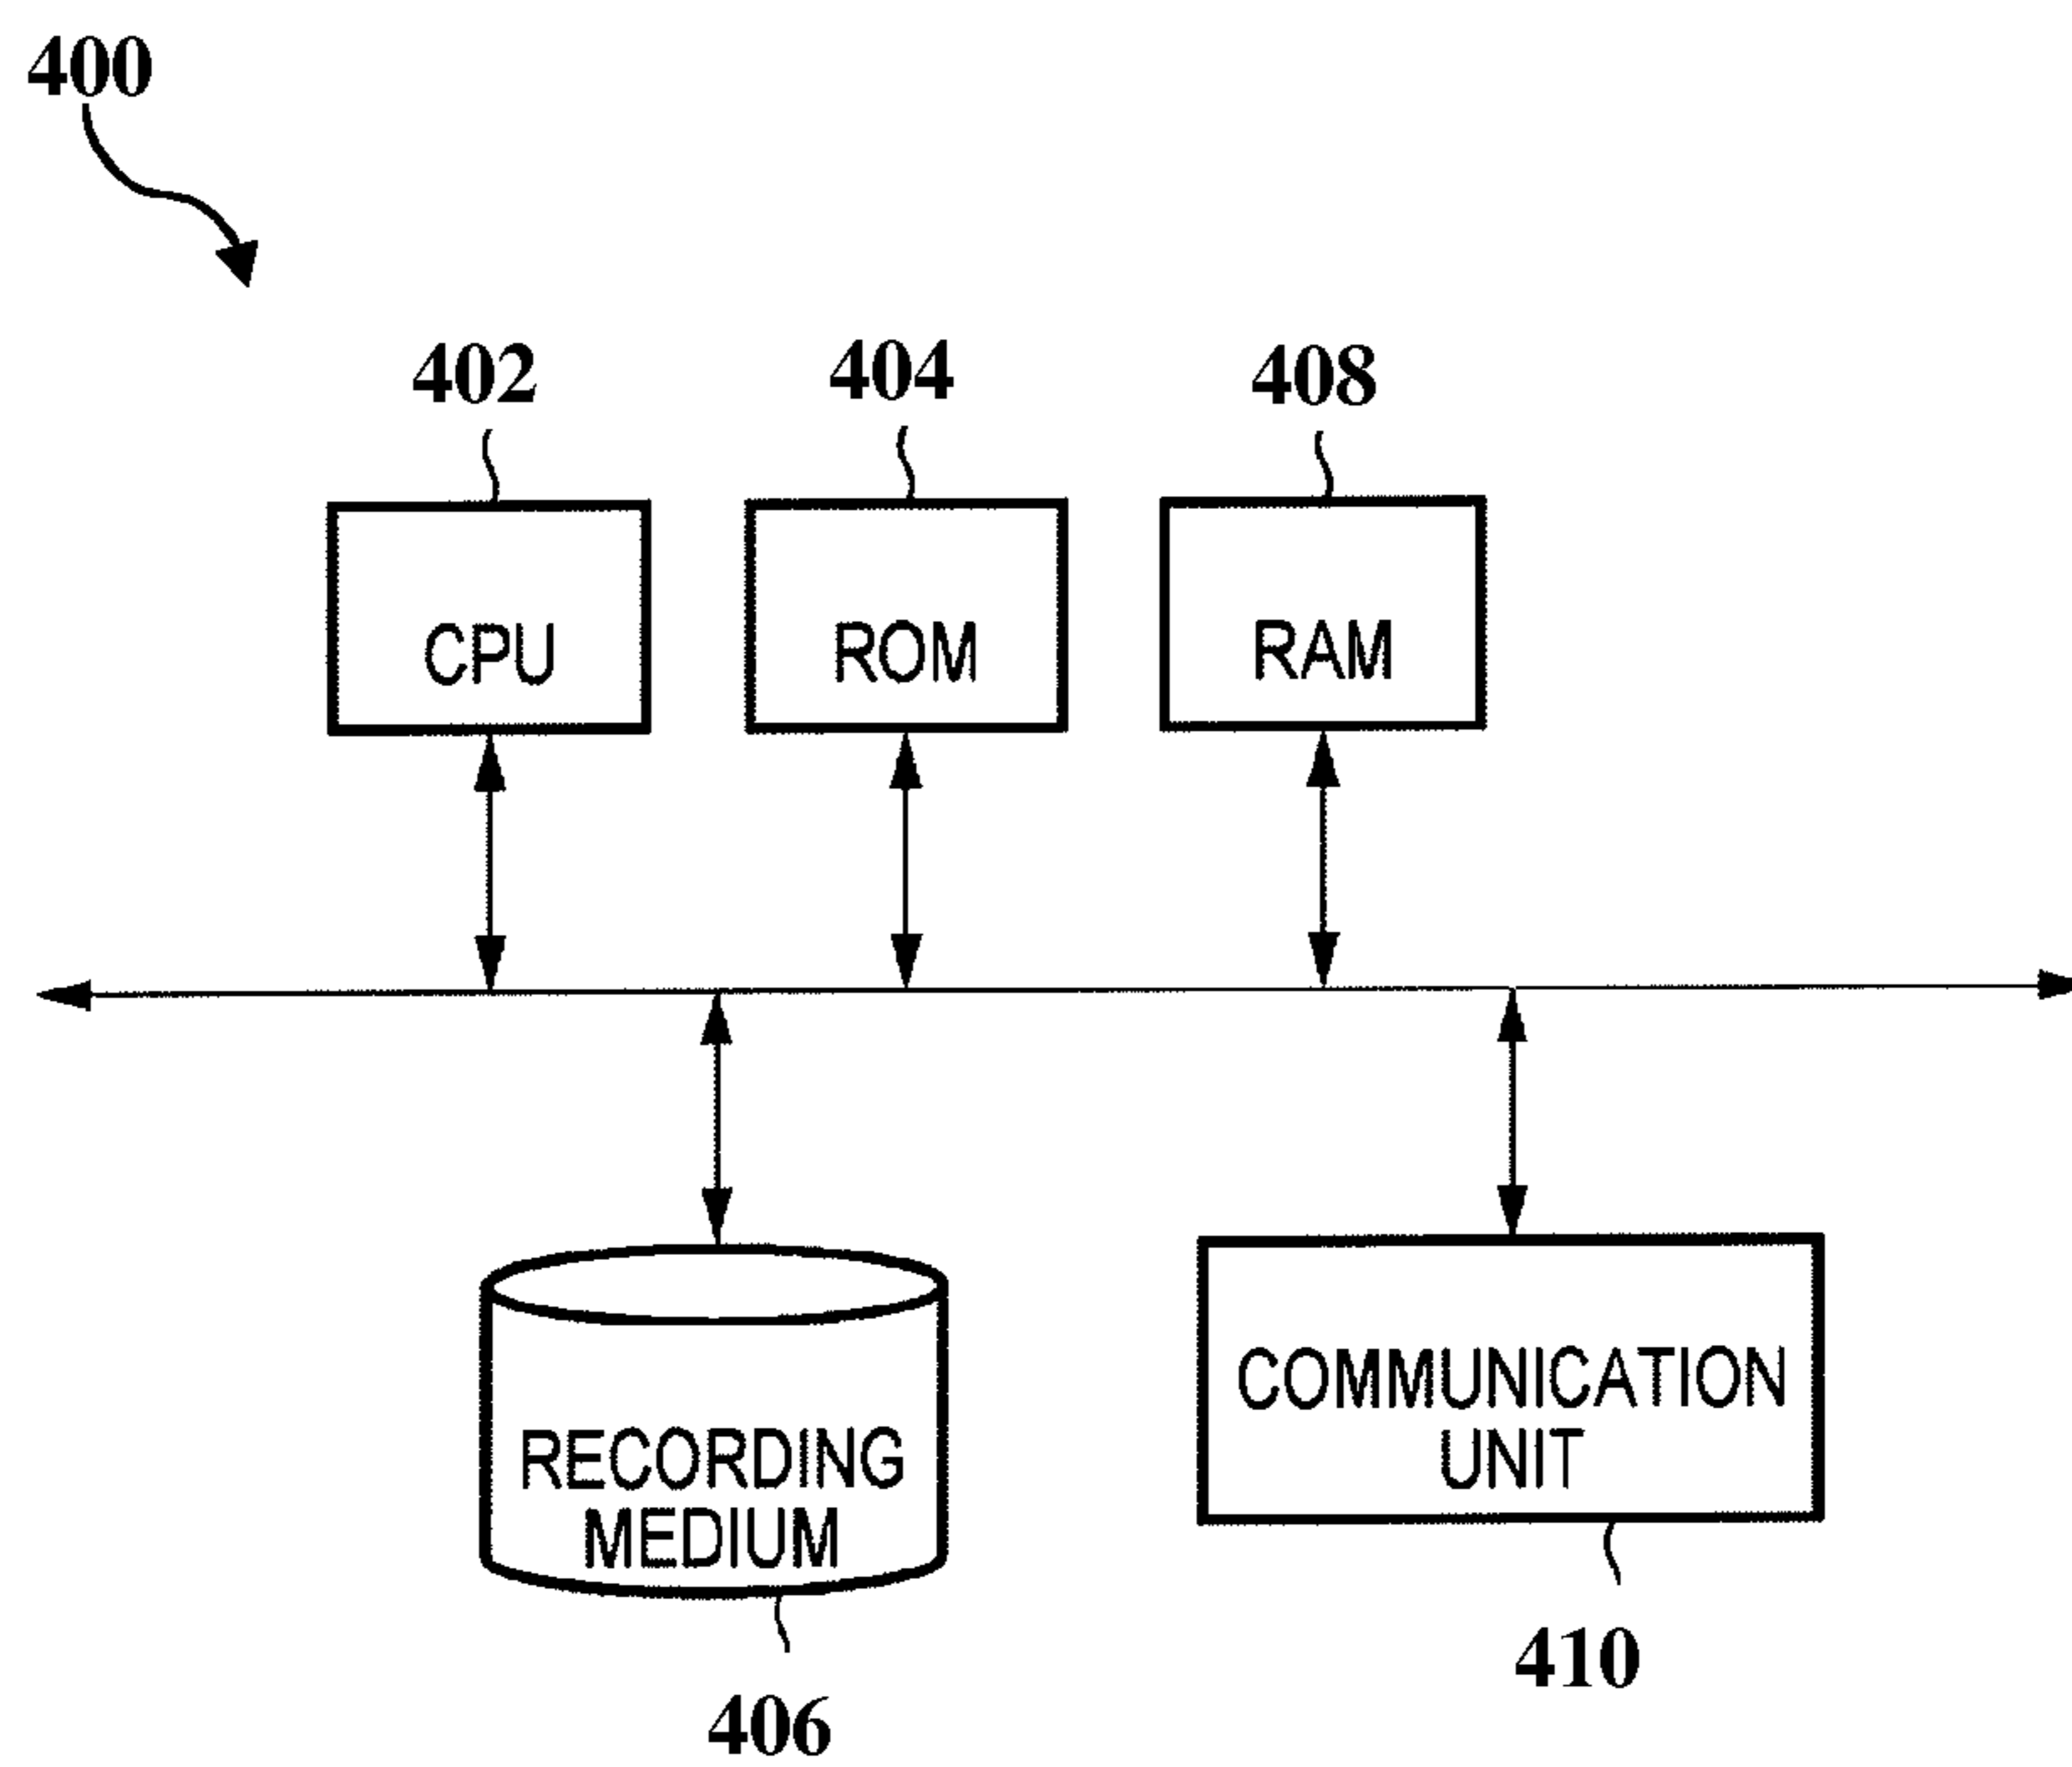 400
402
404
408
CPU
ROM
RAM
RECORDING
MEDIUM
COMMUNICATION
UNIT
406
410